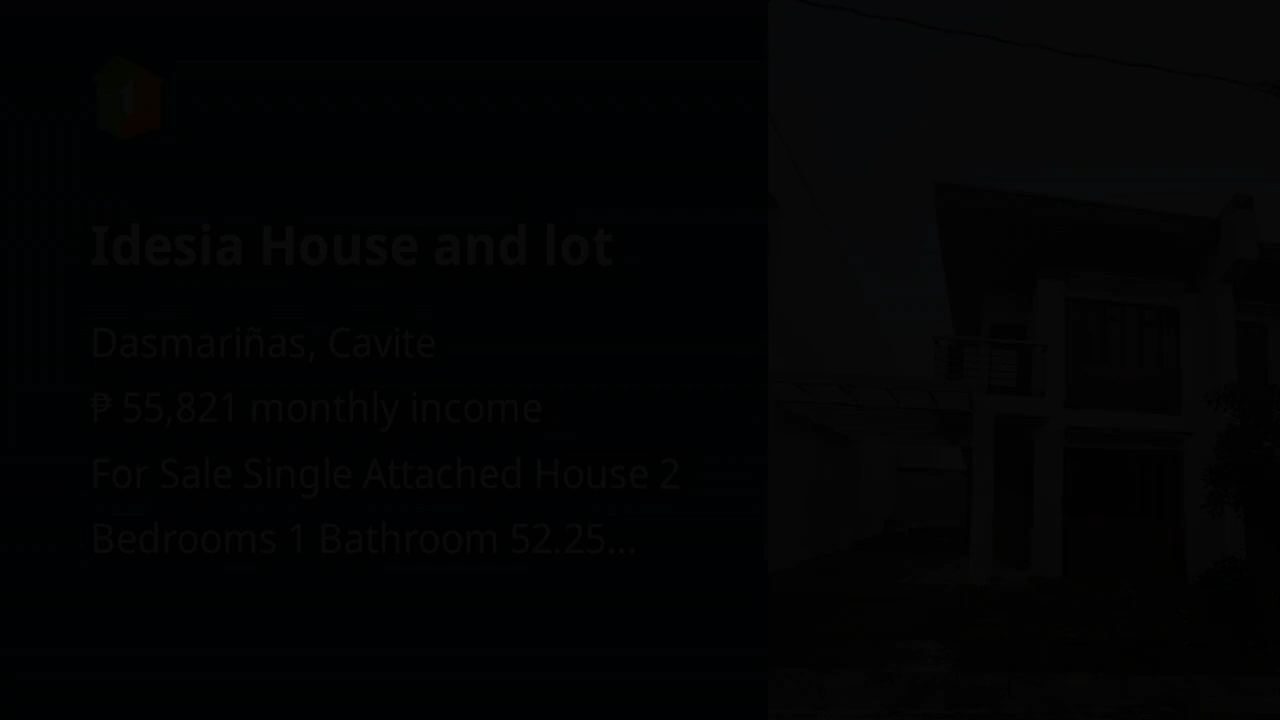 Idesia House and lot
Dasmariñas, Cavite
₱ 55,821 monthly income
For Sale Single Attached House 2
Bedrooms 1 Bathroom 52.25...